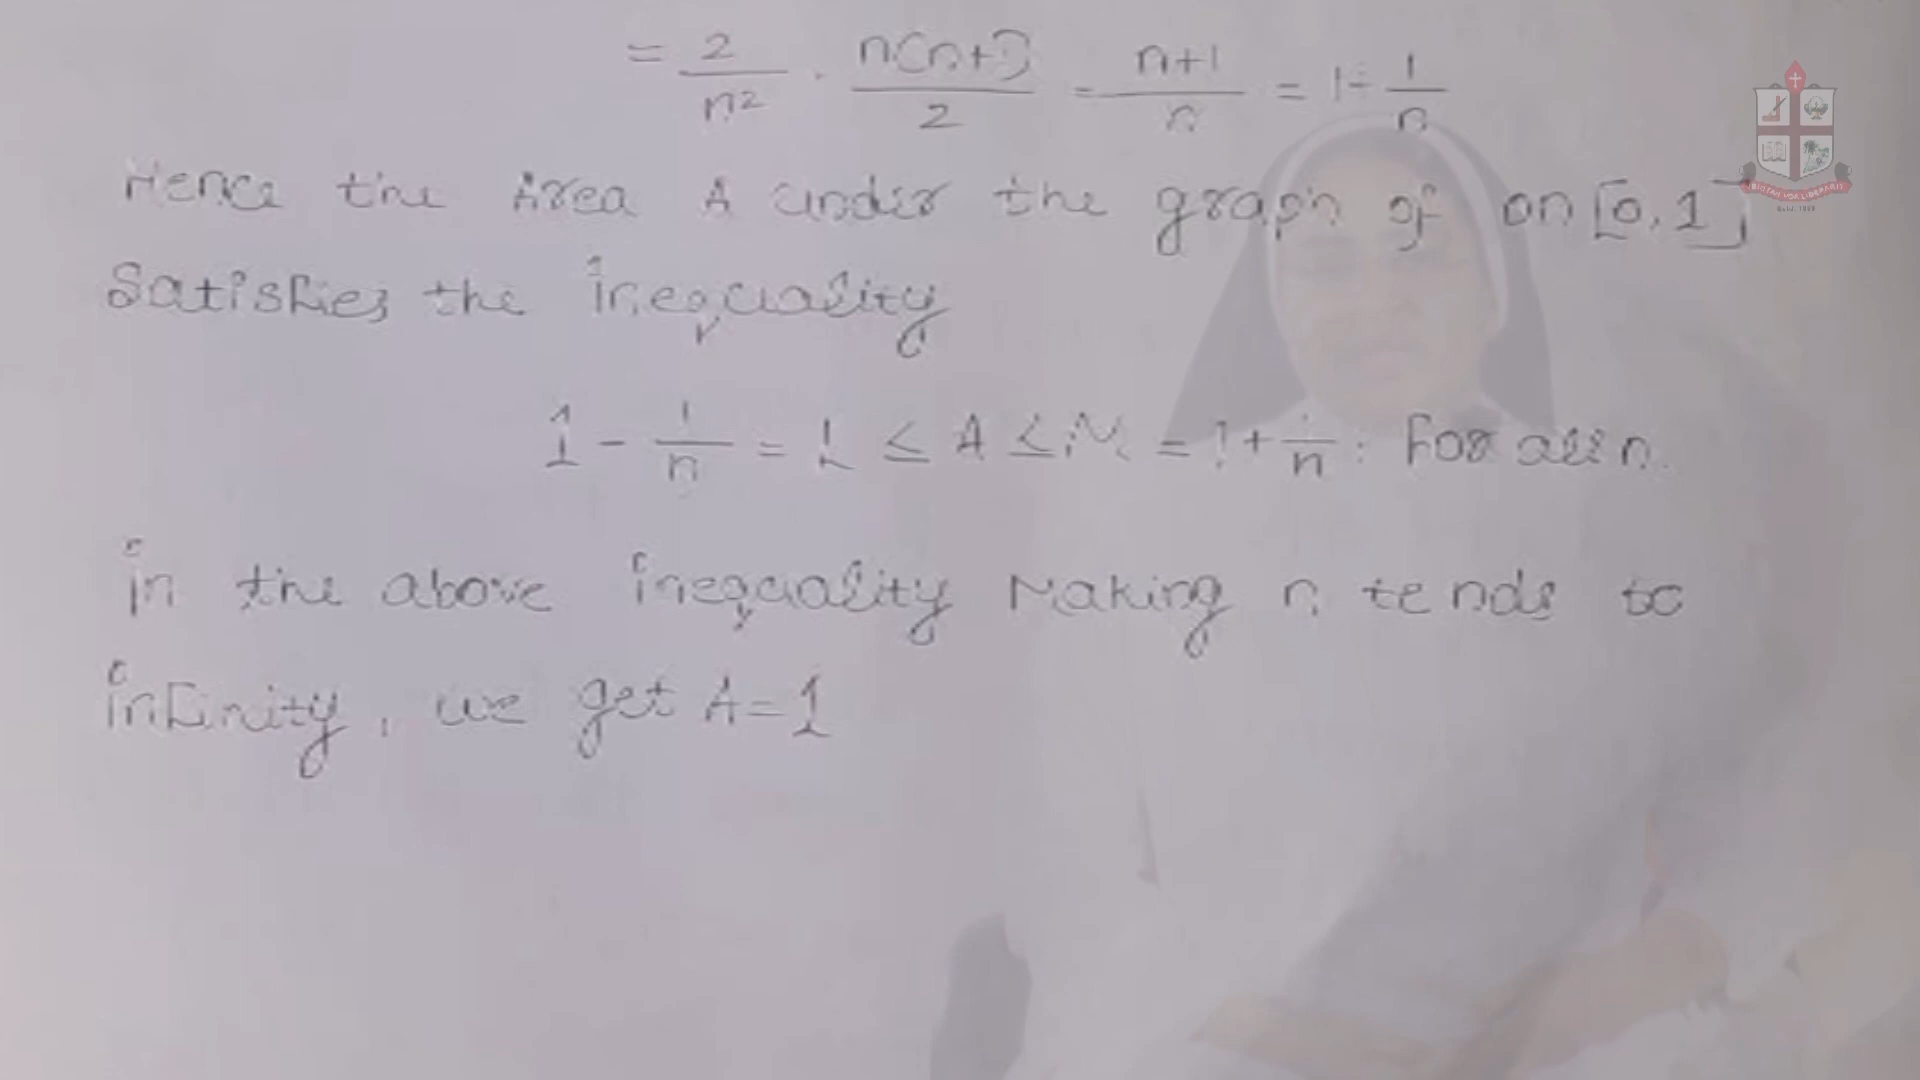 = 2/n² · n(n+1)/2 = n+1/n = 1+ 1/n
Hence the Area A under the graph of on [0,1]
Satisfies the inequality
1 - 1/n = L ≤ A ≤ M = 1 + 1/n : For all n.
in the above inequality Making n tends to
infinity, we get A=1